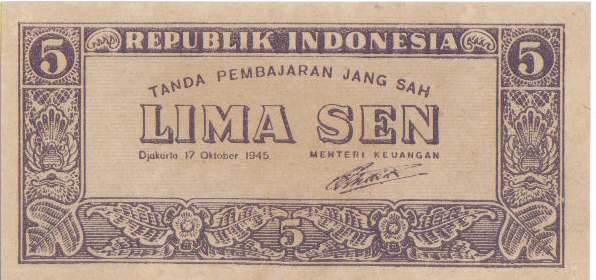 5 REPUBLIK INDONESIA 5
TANDA PEMBAJARAN JANG SAH
LIMA SEN
Djakarta 17 Oktober 1945 MENTERI KEUANGAN
5